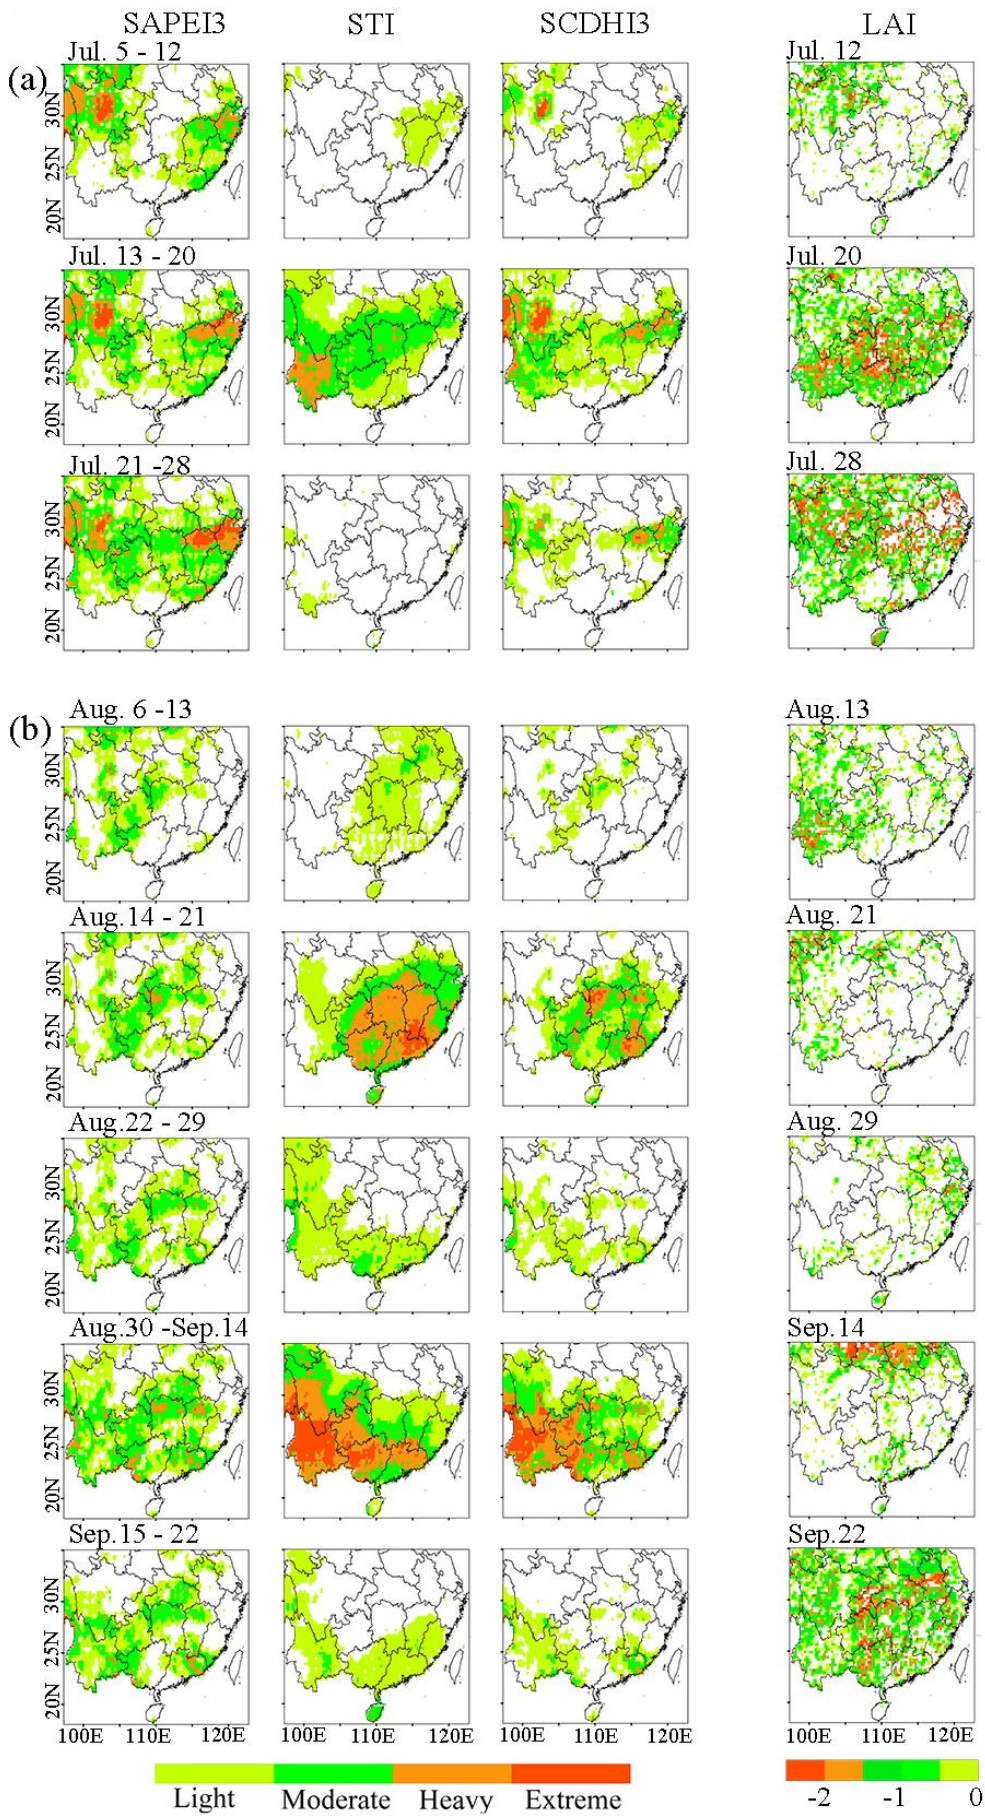 SAPEI3 STI SCDHI3 LAI
Jul. 5 - 12 Jul. 12
(a)
30N
25N
20N
Jul. 13 - 20 Jul. 20
30N
25N
20N
Jul. 21 -28 Jul. 28
30N
25N
20N
Aug. 6 -13 Aug.13
(b)
30N
25N
20N
Aug.14 - 21 Aug. 21
30N
25N
20N
Aug.22 - 29 Aug. 29
30N
25N
20N
Aug.30 -Sep.14 Sep.14
30N
25N
20N
Sep.15 - 22 Sep.22
30N
25N
20N
100E 110E 120E 100E 110E 120E 100E 110E 120E 100E 110E 120E
Light Moderate Heavy Extreme -2 -1 0